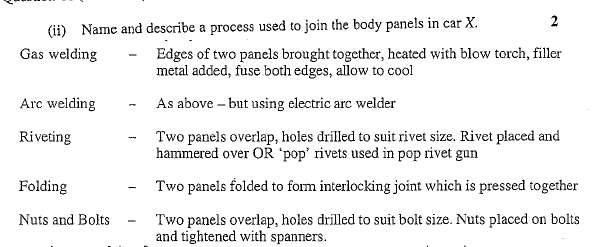 (ii) Name and describe a process used to join the body panels in car X. 2
Gas welding – Edges of two panels brought together, heated with blow torch, filler
metal added, fuse both edges, allow to cool
Arc welding – As above – but using electric arc welder
Riveting – Two panels overlap, holes drilled to suit rivet size. Rivet placed and
hammered over OR 'pop' rivets used in pop rivet gun
Folding – Two panels folded to form interlocking joint which is pressed together
Nuts and Bolts – Two panels overlap, holes drilled to suit bolt size. Nuts placed on bolts
and tightened with spanners.